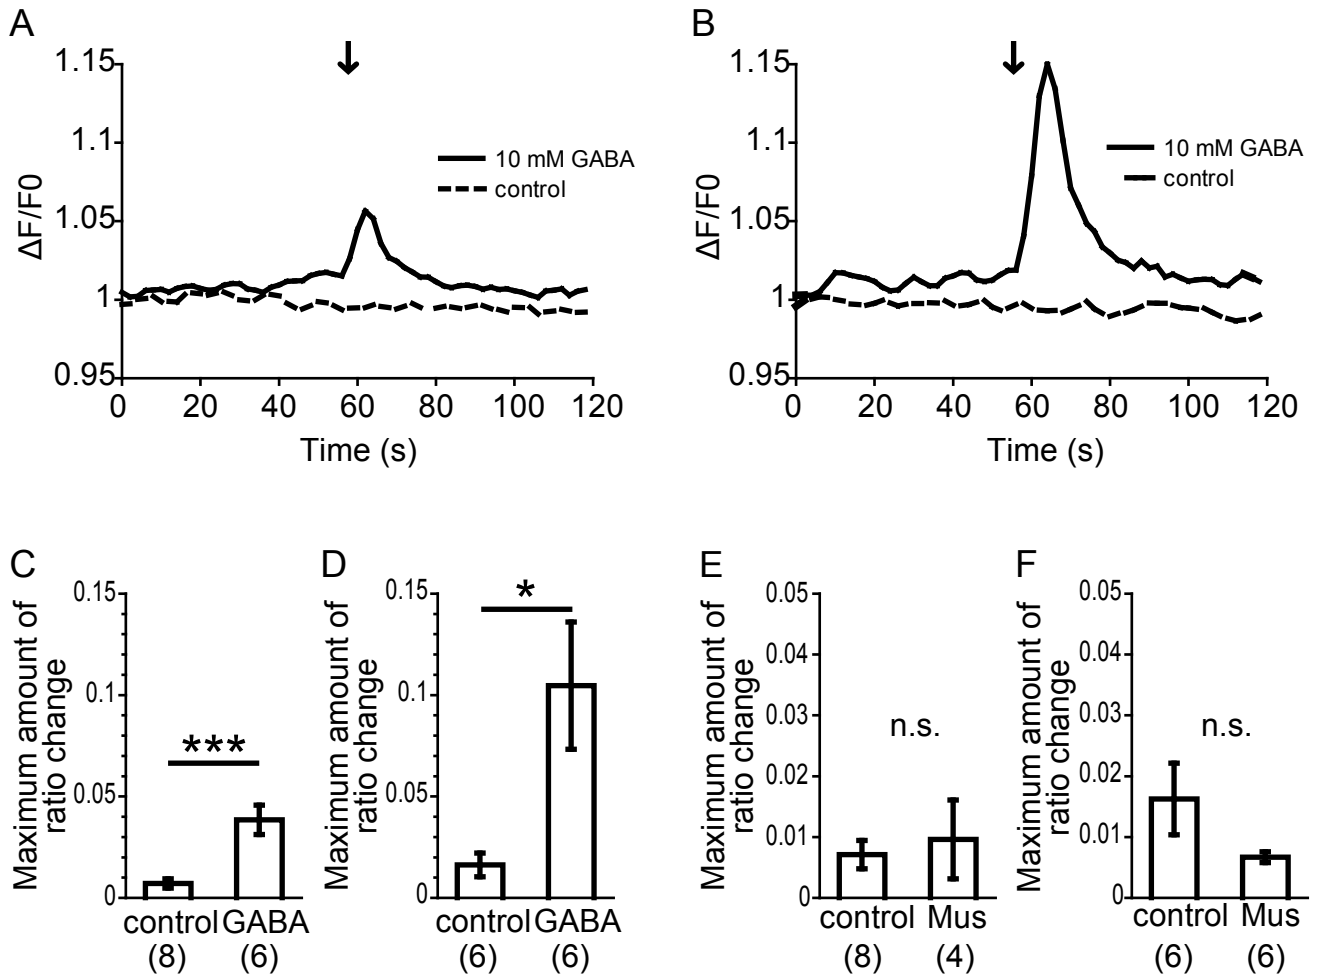 A
1.15
1.1
1.05
1
0.95
ΔF/F0
10 mM GABA
control
0 20 40 60 80 100 120
Time (s)
B
1.15
1.1
1.05
1
0.95
ΔF/F0
10 mM GABA
control
0 20 40 60 80 100 120
Time (s)
C
Maximum amount of
ratio change
0.15
0.1
0.05
0
***
control GABA
(8) (6)
D
Maximum amount of
ratio change
0.15
0.1
0.05
0
*
control GABA
(6) (6)
E
Maximum amount of
ratio change
0.05
0.04
0.03
0.02
0.01
0
n.s.
control Mus
(8) (4)
F
Maximum amount of
ratio change
0.05
0.04
0.03
0.02
0.01
0
n.s.
control Mus
(6) (6)